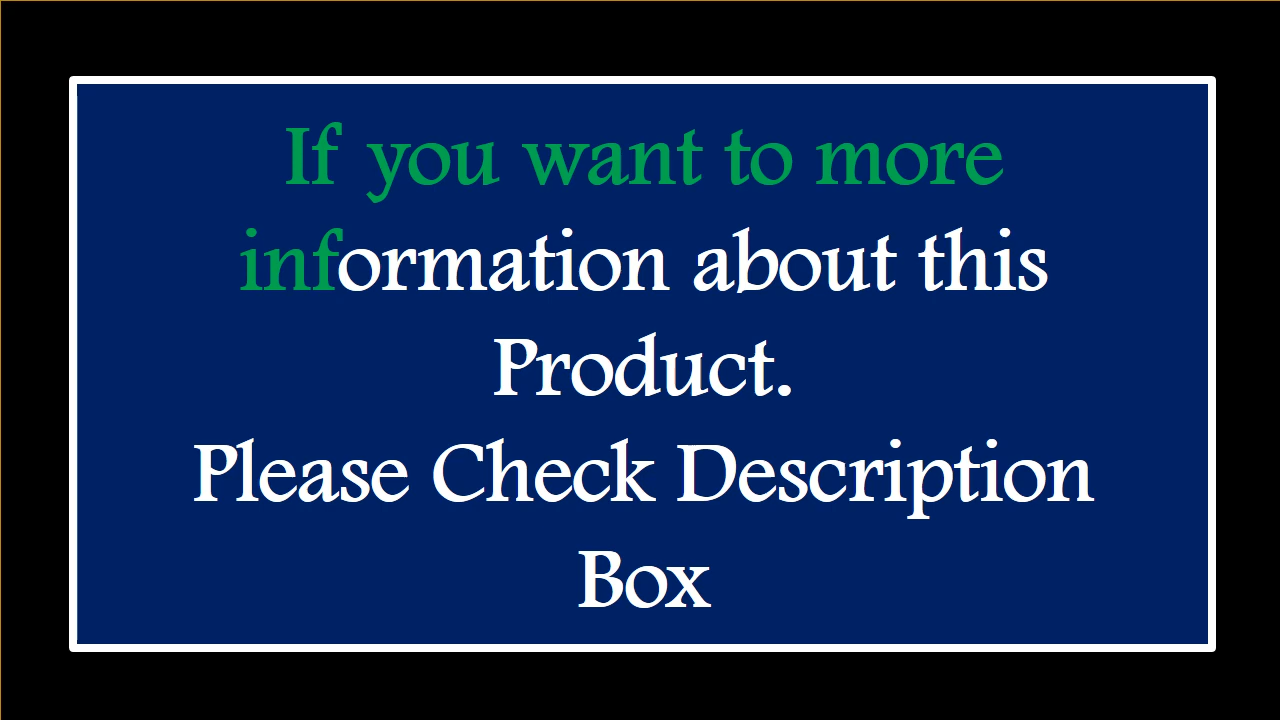 If you want to more
information about this
Product.
Please Check Description
Box